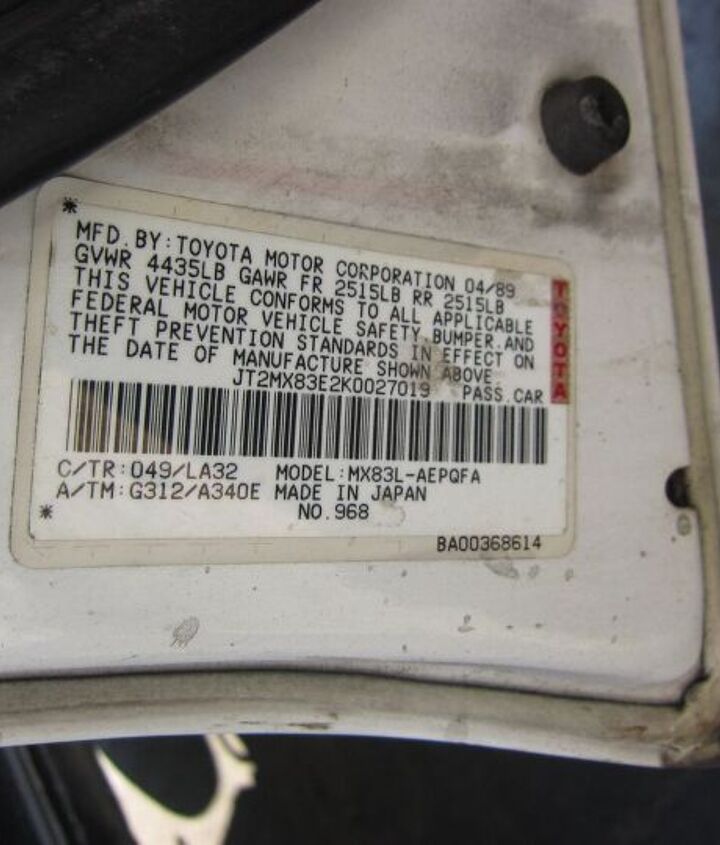 *
MFD. BY: TOYOTA MOTOR CORPORATION 04/89
GVWR 4435LB GAWR FR 2515LB RR 2515LB
THIS VEHICLE CONFORMS TO ALL APPLICABLE
FEDERAL MOTOR VEHICLE SAFETY, BUMPER, AND
THEFT PREVENTION STANDARDS IN EFFECT ON
THE DATE OF MANUFACTURE SHOWN ABOVE.
JT2MX83E2K0027019 PASS. CAR
TOYOTA
C/TR: 049/LA32 MODEL: MX83L-AEPQFA
A/TM: G312/A340E MADE IN JAPAN
* NO. 968
BA00368614